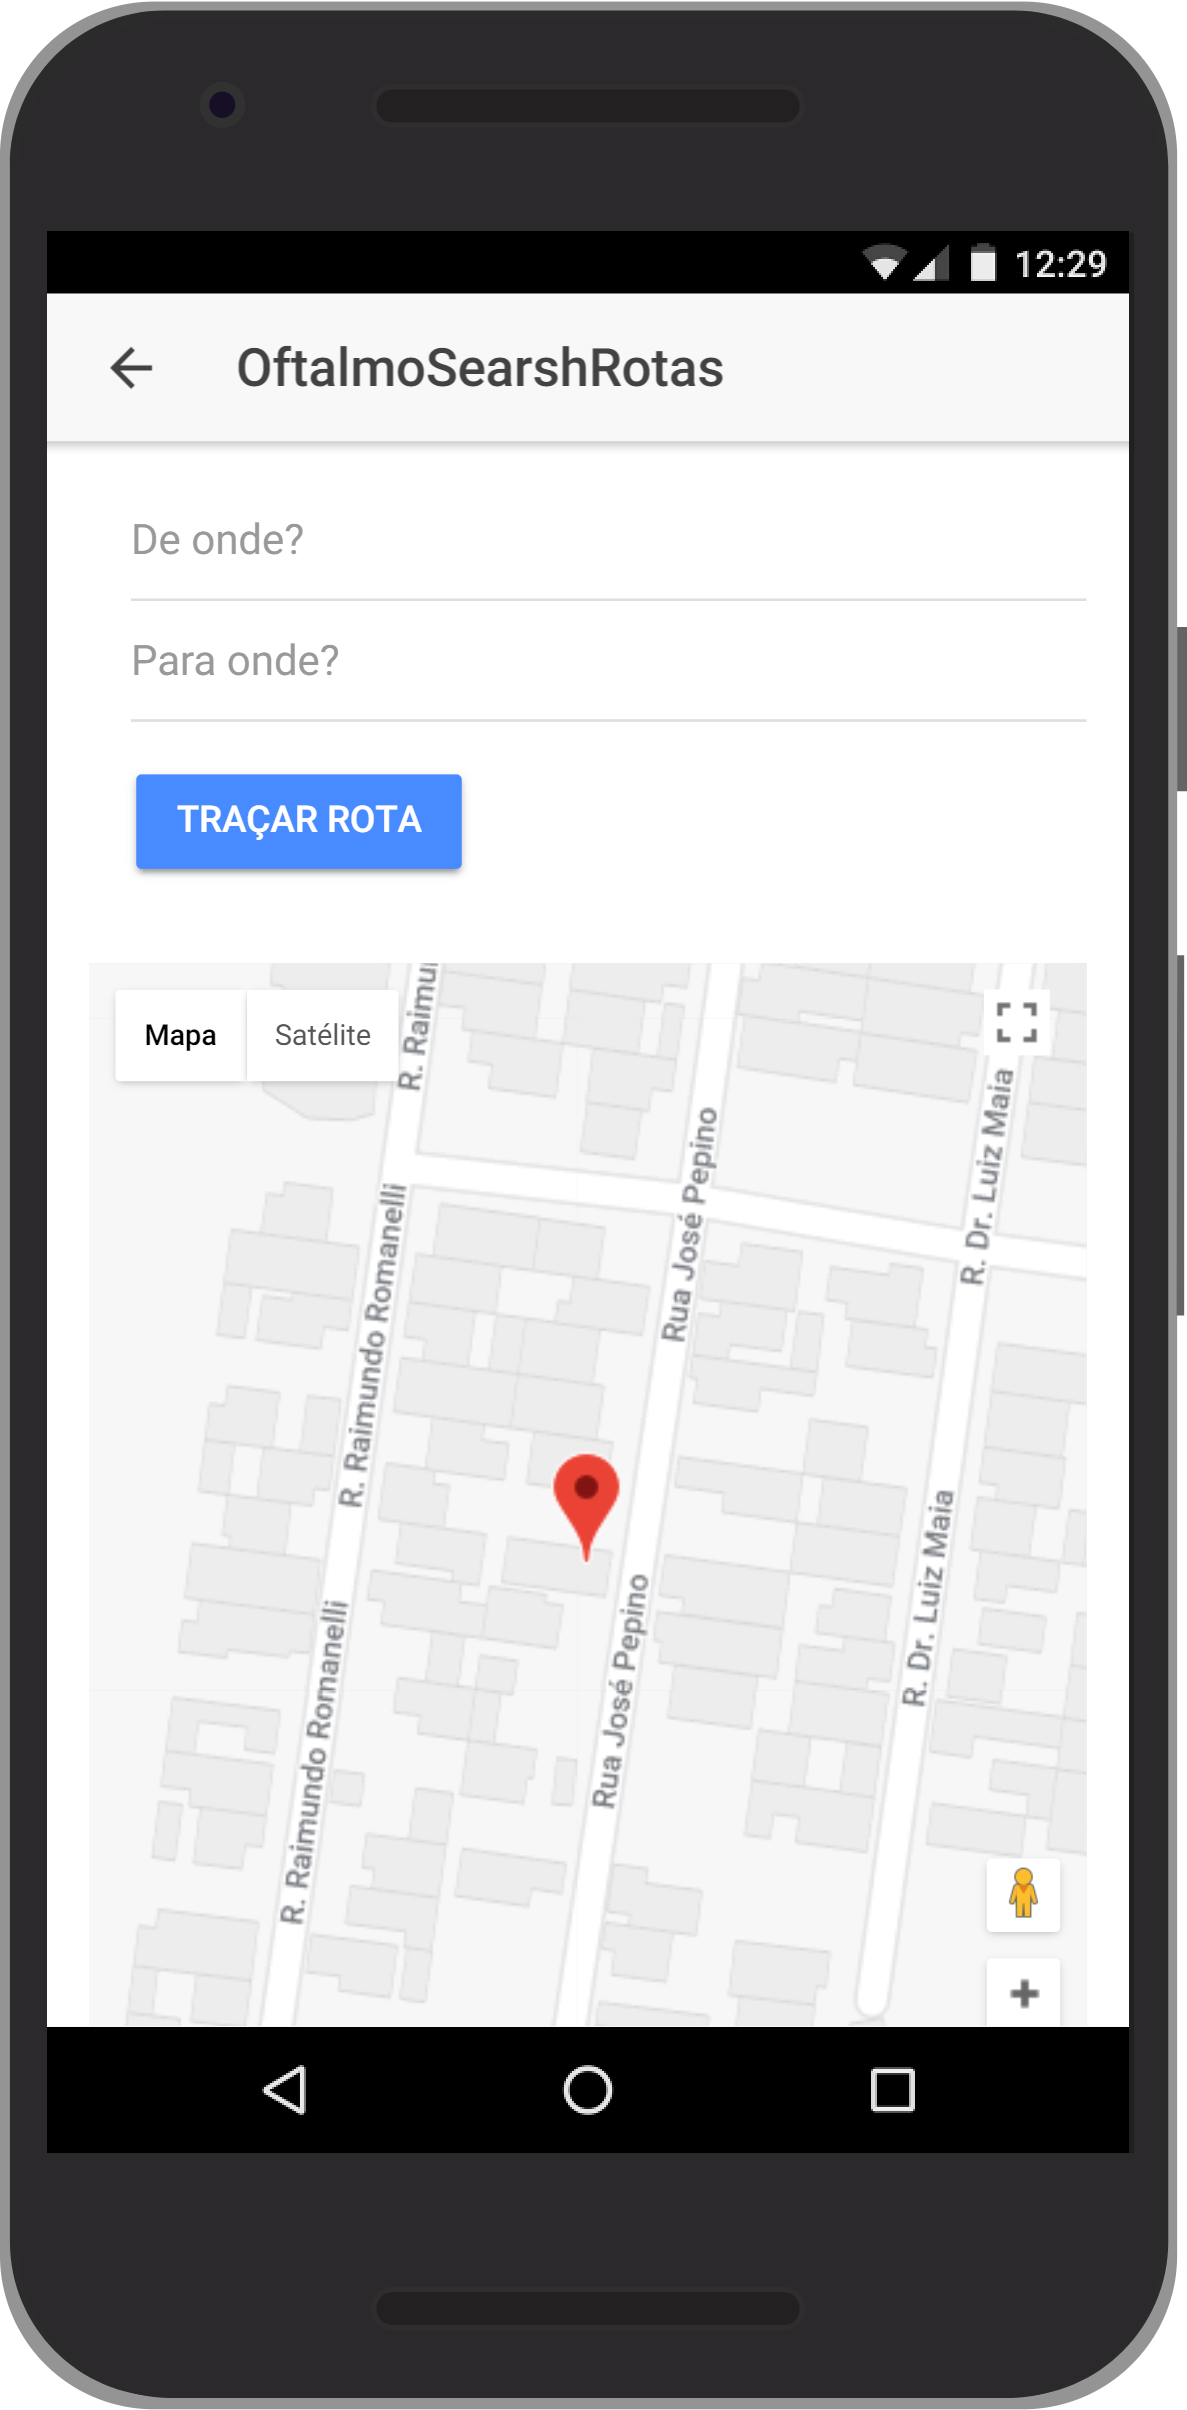 12:29
OftalmoSearshRotas
De onde?
Para onde?
TRAÇAR ROTA
Mapa
Satélite
R. Raimu
R. Dr. Luiz Maia
Rua José Pepino
R. Raimundo Romanelli
R. Dr. Luiz Maia
Rua José Pepino
R. Raimundo Romanelli